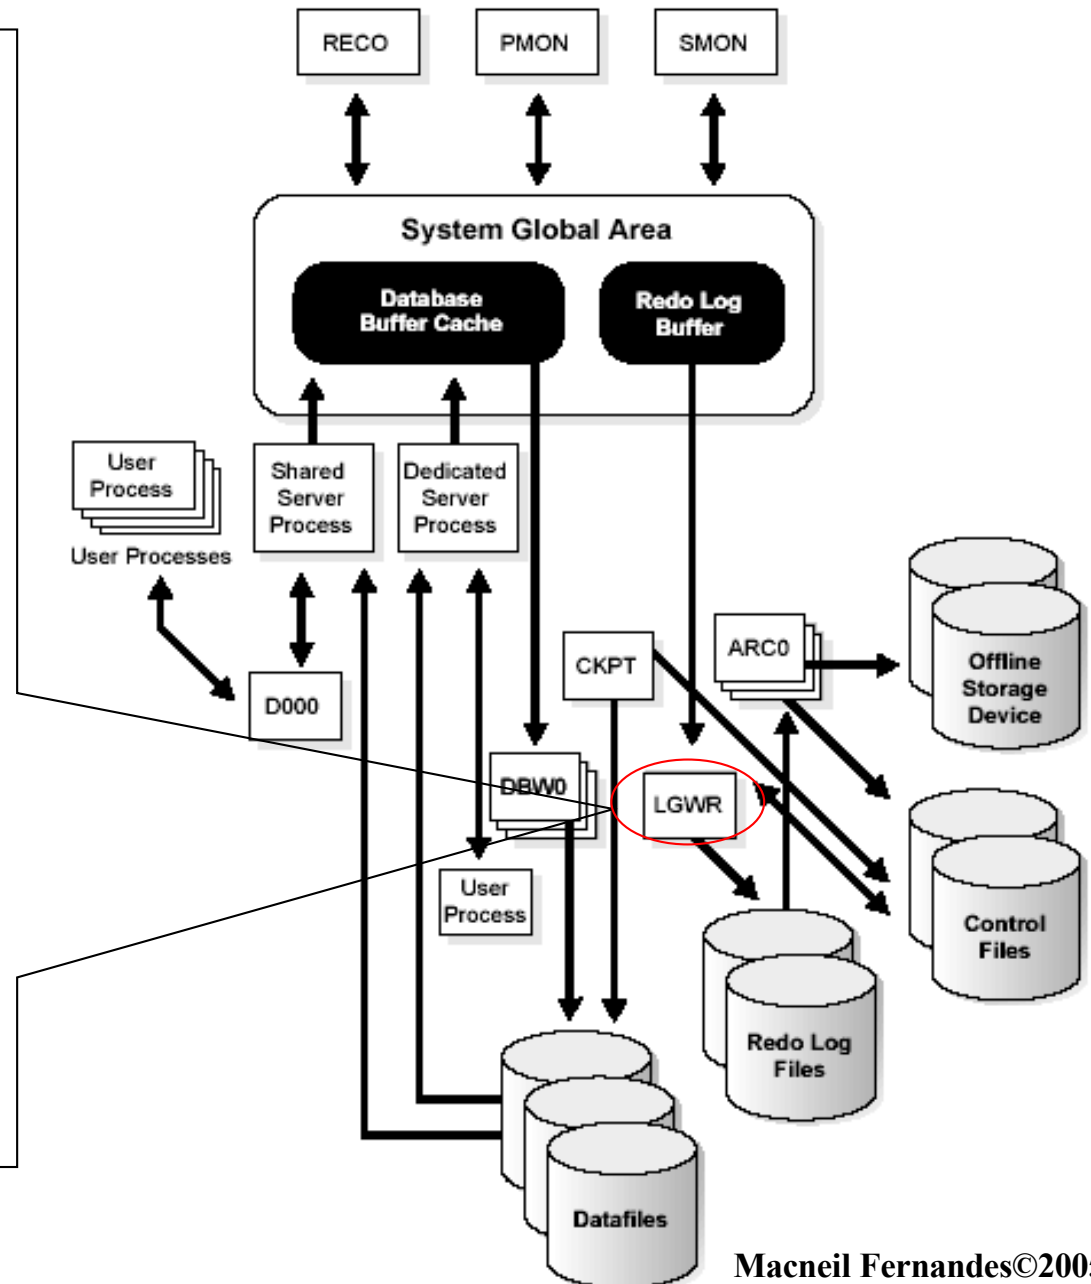 RECO
PMON
SMON
System Global Area
Database
Buffer Cache
Redo Log
Buffer
User
Process
User Processes
Shared
Server
Process
Dedicated
Server
Process
D000
CKPT
ARC0
Offline
Storage
Device
DBW0
LGWR
User
Process
Control
Files
Redo Log
Files
Datafiles
Macneil Fernandes©200